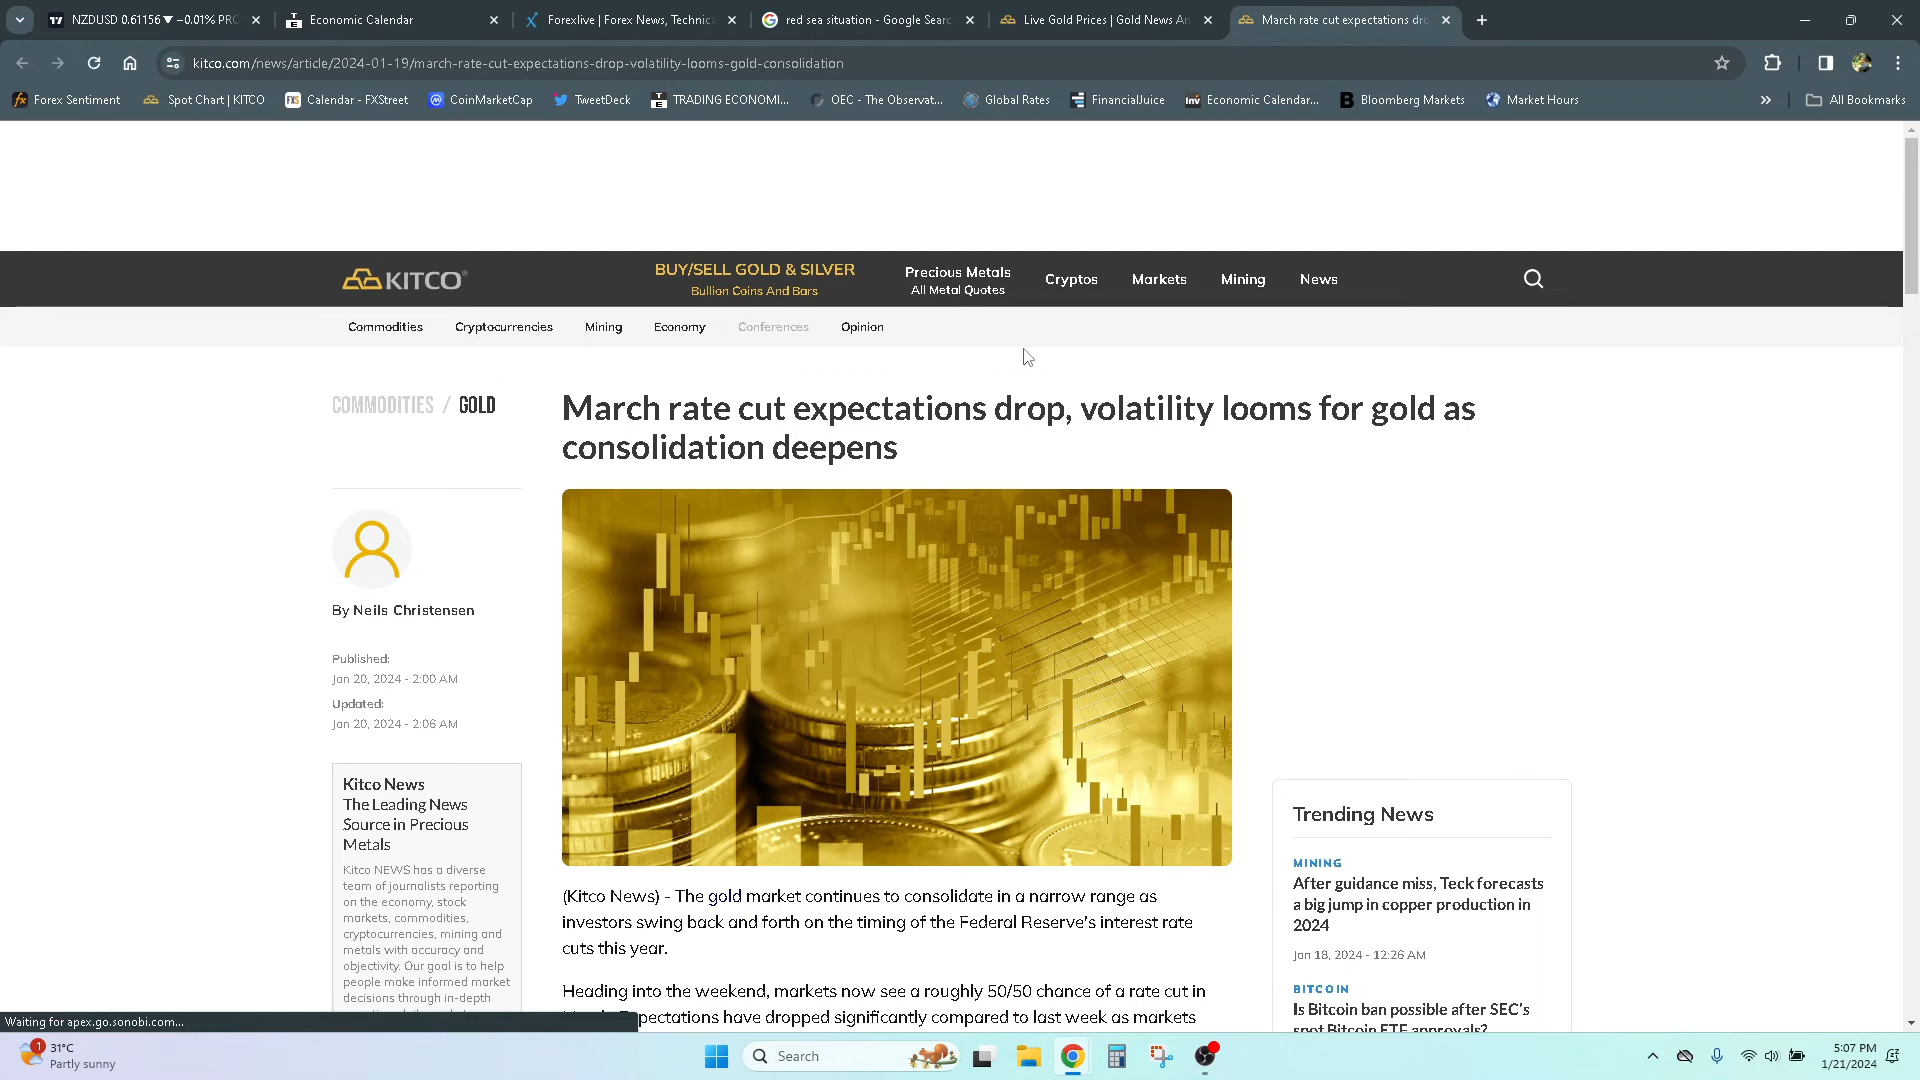 NZDUSD 0.61156 ▼ −0.01% PRO
Economic Calendar
Forexlive | Forex News, Technica
red sea situation - Google Searc
Live Gold Prices | Gold News An
March rate cut expectations dro
kitco.com/news/article/2024-01-19/march-rate-cut-expectations-drop-volatility-looms-gold-consolidation
Forex Sentiment
Spot Chart | KITCO
Calendar - FXStreet
CoinMarketCap
TweetDeck
TRADING ECONOMI...
OEC - The Observat...
Global Rates
FinancialJuice
Economic Calendar...
Bloomberg Markets
Market Hours
All Bookmarks
KITCO
BUY/SELL GOLD & SILVER
Bullion Coins And Bars
Precious Metals
All Metal Quotes
Cryptos
Markets
Mining
News
Commodities
Cryptocurrencies
Mining
Economy
Conferences
Opinion
COMMODITIES / GOLD
March rate cut expectations drop, volatility looms for gold as
consolidation deepens
By Neils Christensen
Published:
Jan 20, 2024 - 2:00 AM
Updated:
Jan 20, 2024 - 2:06 AM
Kitco News
The Leading News
Source in Precious
Metals
Kitco NEWS has a diverse
team of journalists reporting
on the economy, stock
markets, commodities,
cryptocurrencies, mining and
metals with accuracy and
objectivity. Our goal is to help
people make informed market
decisions through in-depth
(Kitco News) - The gold market continues to consolidate in a narrow range as
investors swing back and forth on the timing of the Federal Reserve's interest rate
cuts this year.
Heading into the weekend, markets now see a roughly 50/50 chance of a rate cut in
pectations have dropped significantly compared to last week as markets
Trending News
MINING
After guidance miss, Teck forecasts
a big jump in copper production in
2024
Jan 18, 2024 - 12:26 AM
BITCOIN
Is Bitcoin ban possible after SEC's
spot Bitcoin ETF approvals?
Waiting for apex.go.sonobi.com...
1
31°C
Partly sunny
Search
5:07 PM
1/21/2024